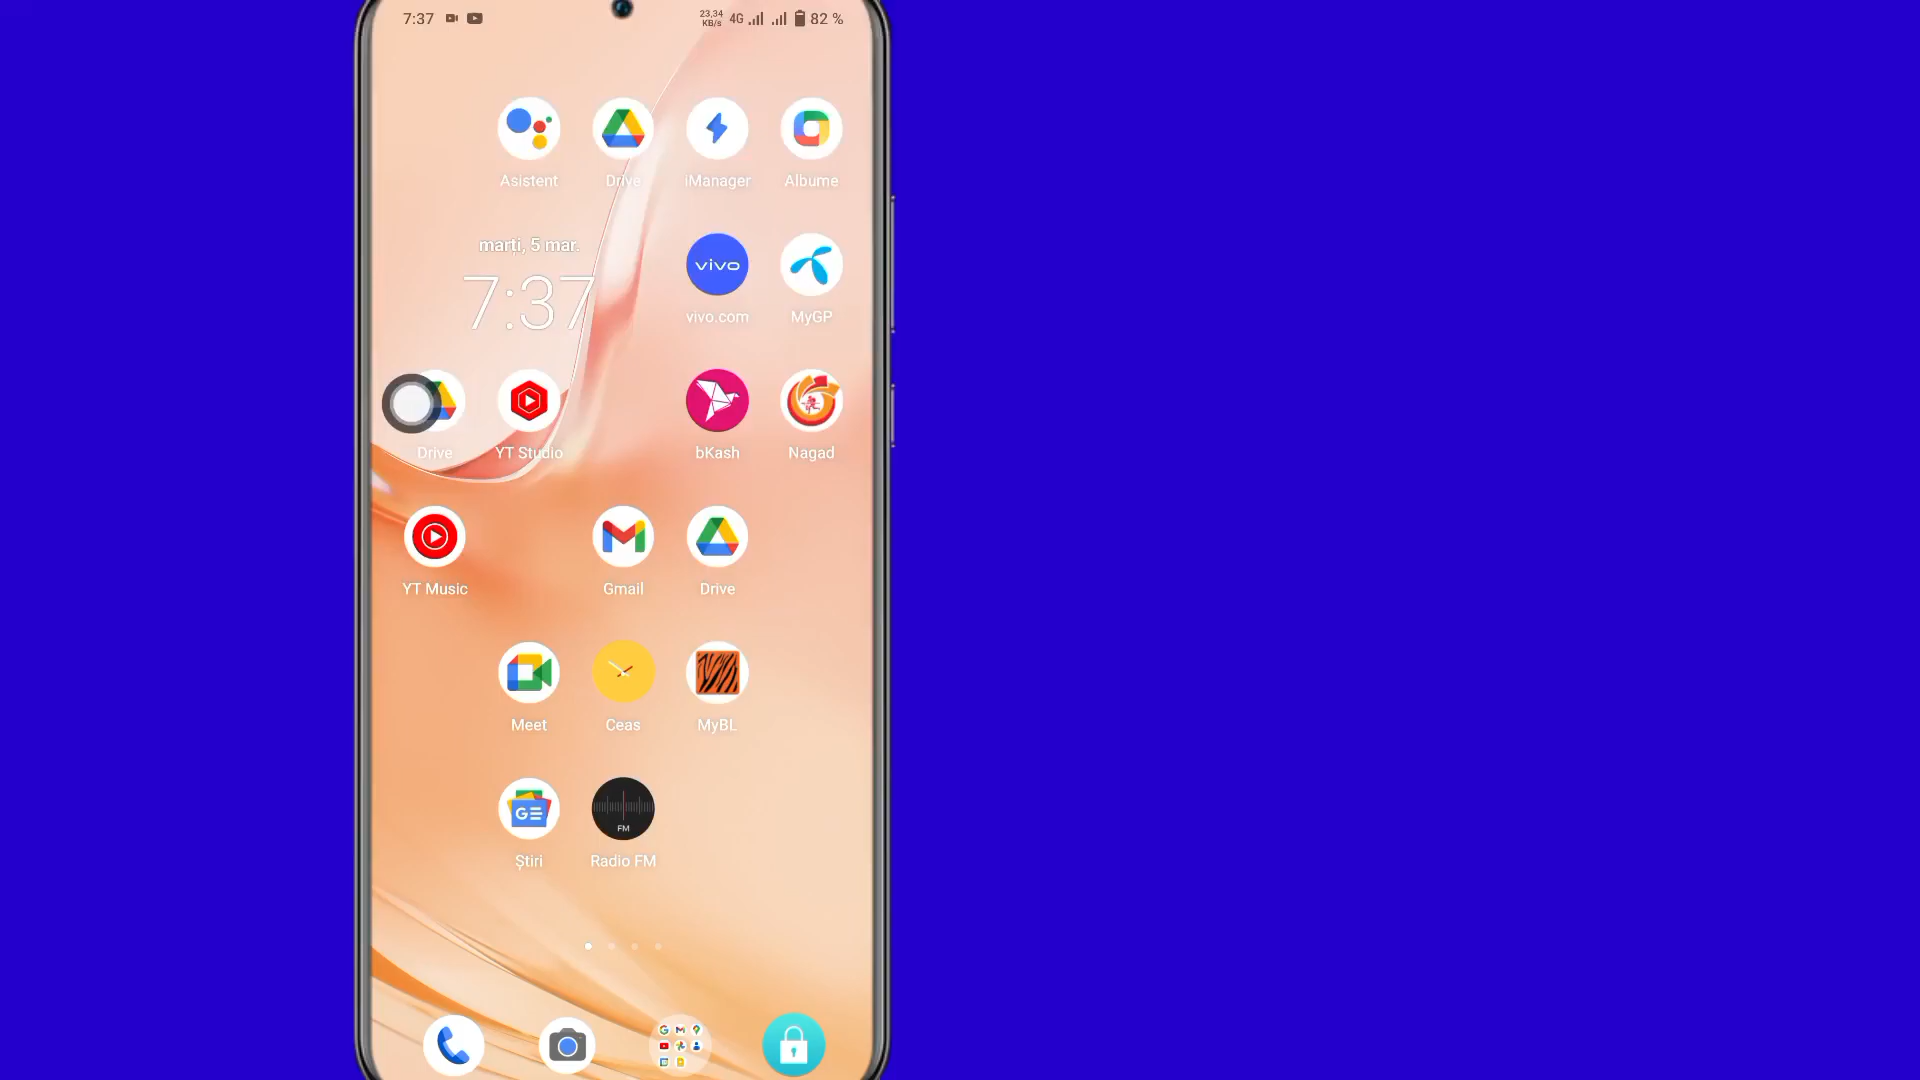 7:37
23,34
KB/s
4G
82 %
Asistent
Drive
iManager
Albume
marți, 5 mar.
7:37
vivo
vivo.com
MyGP
Drive
YT Studio
bKash
Nagad
YT Music
Gmail
Drive
Meet
Ceas
MyBL
GE
FM
Știri
Radio FM